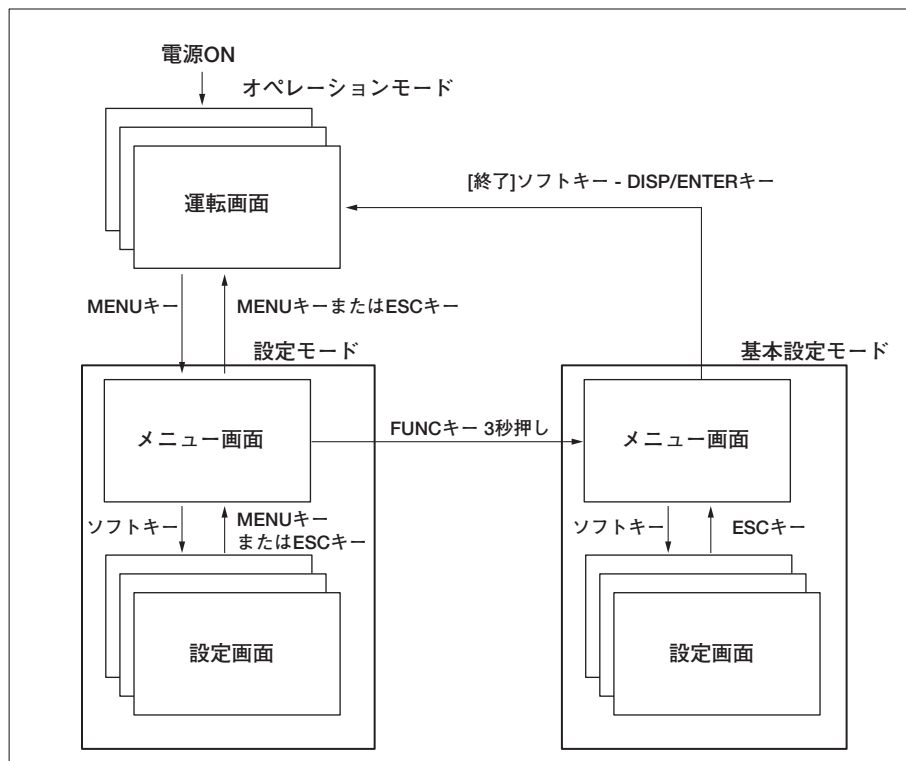 電源ON
オペレーションモード
運転画面
[終了]ソフトキー - DISP/ENTERキー
MENUキー
MENUキーまたはESCキー
設定モード
基本設定モード
メニュー画面
FUNCキー 3秒押し
メニュー画面
ソフトキー
MENUキー
またはESCキー
ソフトキー
ESCキー
設定画面
設定画面